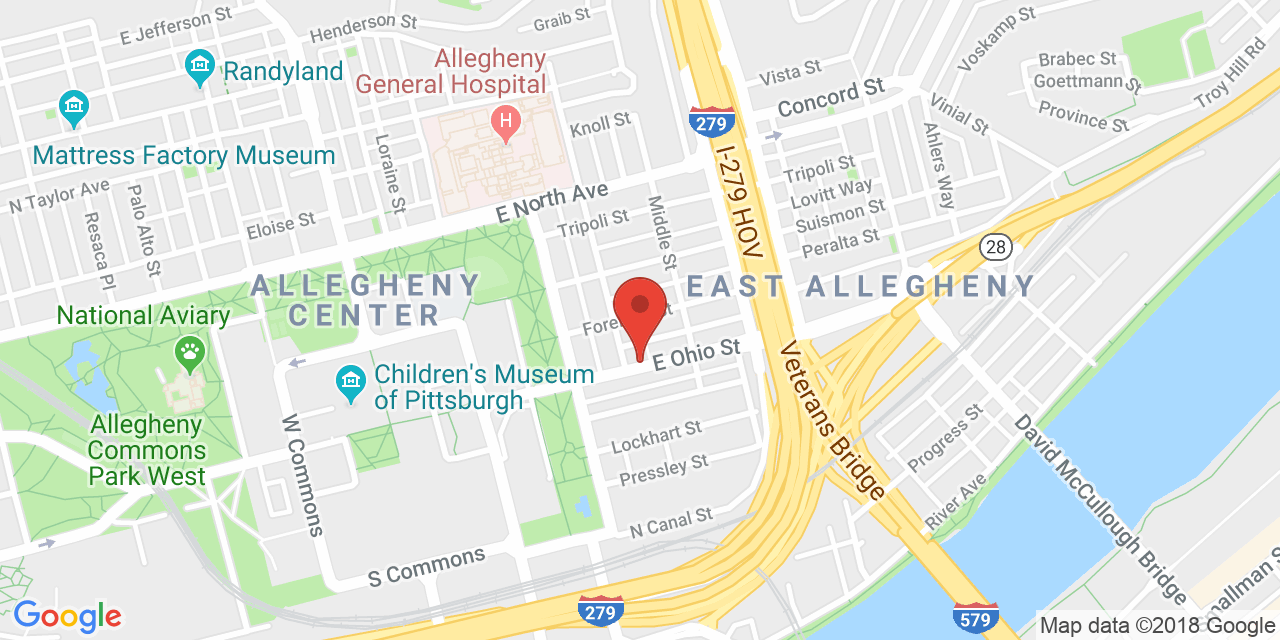 E Jefferson St
Henderson St
Graib St
Randyland
Allegheny
General Hospital
H
Mattress Factory Museum
Knoll St
279
I-279 HOV
Vista St
Concord St
Voskamp St
Brabec St
Goettmann St
Province St
Troy Hill Rd
Vinial St
Ahlers Way
N Taylor Ave
Palo Alto St
Resaca Pl
Loraine St
Eloise St
E North Ave
Tripoli St
Middle St
Tripoli St
Lovitt Way
Suismon St
Peralta St
28
ALLEGHENY
CENTER
EAST ALLEGHENY
National Aviary
E Ohio St
Children's Museum
of Pittsburgh
Veterans Bridge
Allegheny
Commons
Park West
W Commons
Lockhart St
Pressley St
N Canal St
S Commons
Progress St
River Ave
David McCullough Bridge
279
579
Google
Map data ©2018 Google